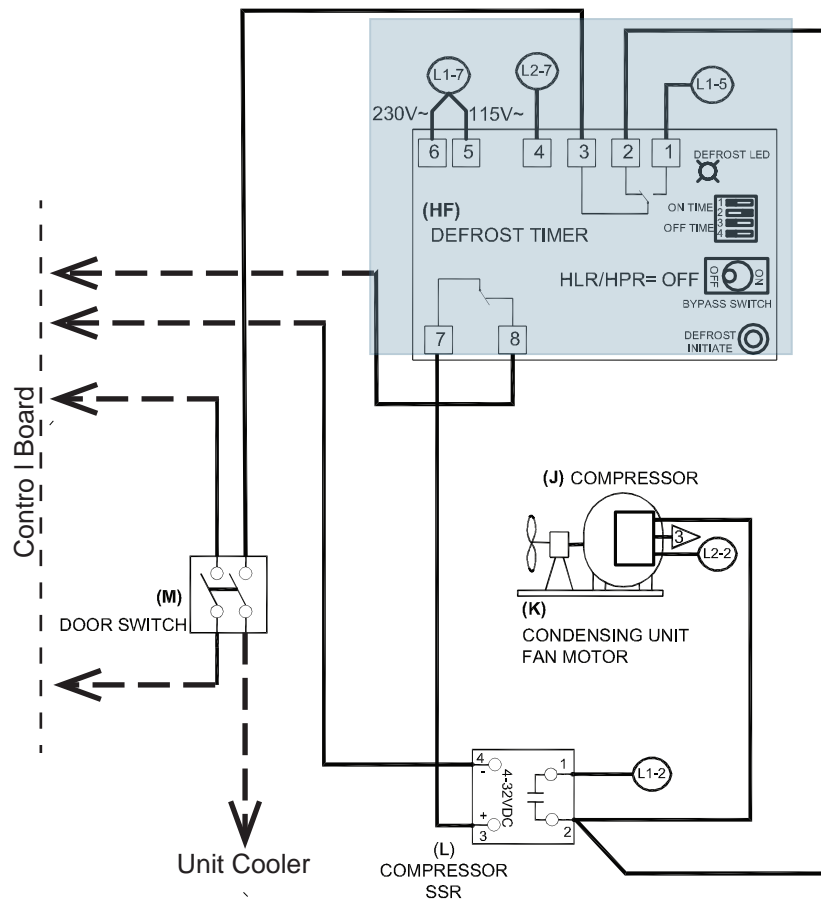 L1-7
L2-7
L1-5
230V~
115V~
6
5
4
3
2
1
DEFROST LED
(HF)
DEFROST TIMER
ON TIME
OFF TIME
1
2
3
4
HLR/HPR= OFF
OFF
ON
BYPASS SWITCH
7
8
DEFROST
INITIATE
Contro l Board
(J) COMPRESSOR
3
L2-2
(K)
CONDENSING UNIT
FAN MOTOR
(M)
DOOR SWITCH
4
-
+
3
4-32VDC
1
2
L1-2
(L)
COMPRESSOR
SSR
Unit Cooler